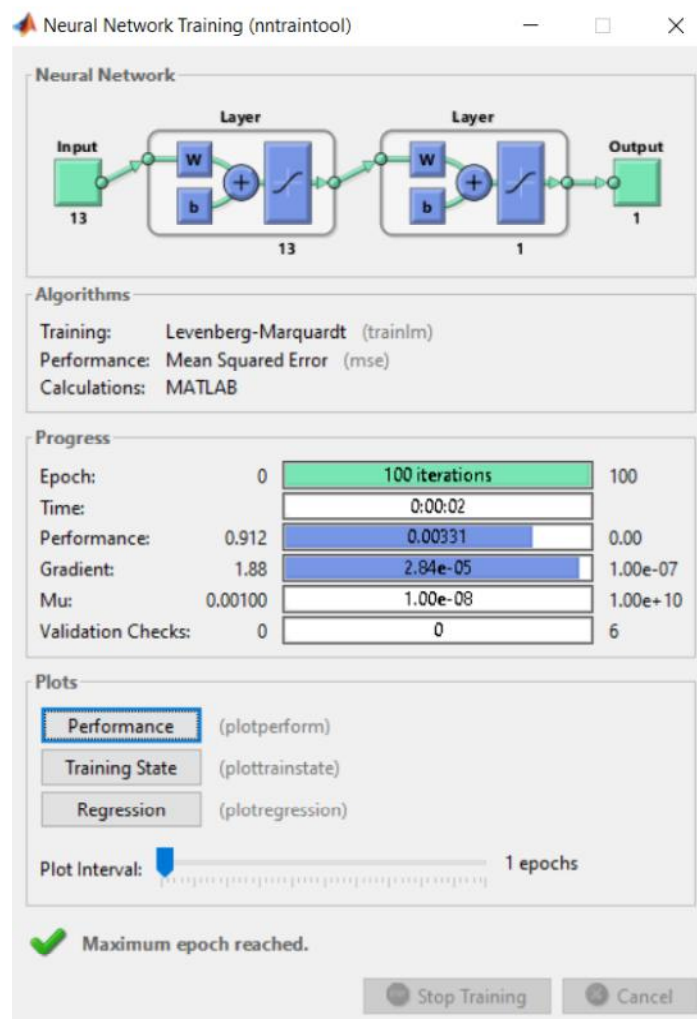 Neural Network Training (nntraintool)
Neural Network
Layer Layer
Input Output
W W
b b
13 1
13 1
Algorithms
Training: Levenberg-Marquardt (trainlm)
Performance: Mean Squared Error (mse)
Calculations: MATLAB
Progress
Epoch: 0 100 iterations 100
Time: 0:00:02
Performance: 0.912 0.00331 0.00
Gradient: 1.88 2.84e-05 1.00e-07
Mu: 0.00100 1.00e-08 1.00e+10
Validation Checks: 0 0 6
Plots
Performance (plotperform)
Training State (plottrainstate)
Regression (plotregression)
Plot Interval: 1 epochs
Maximum epoch reached.
Stop Training Cancel